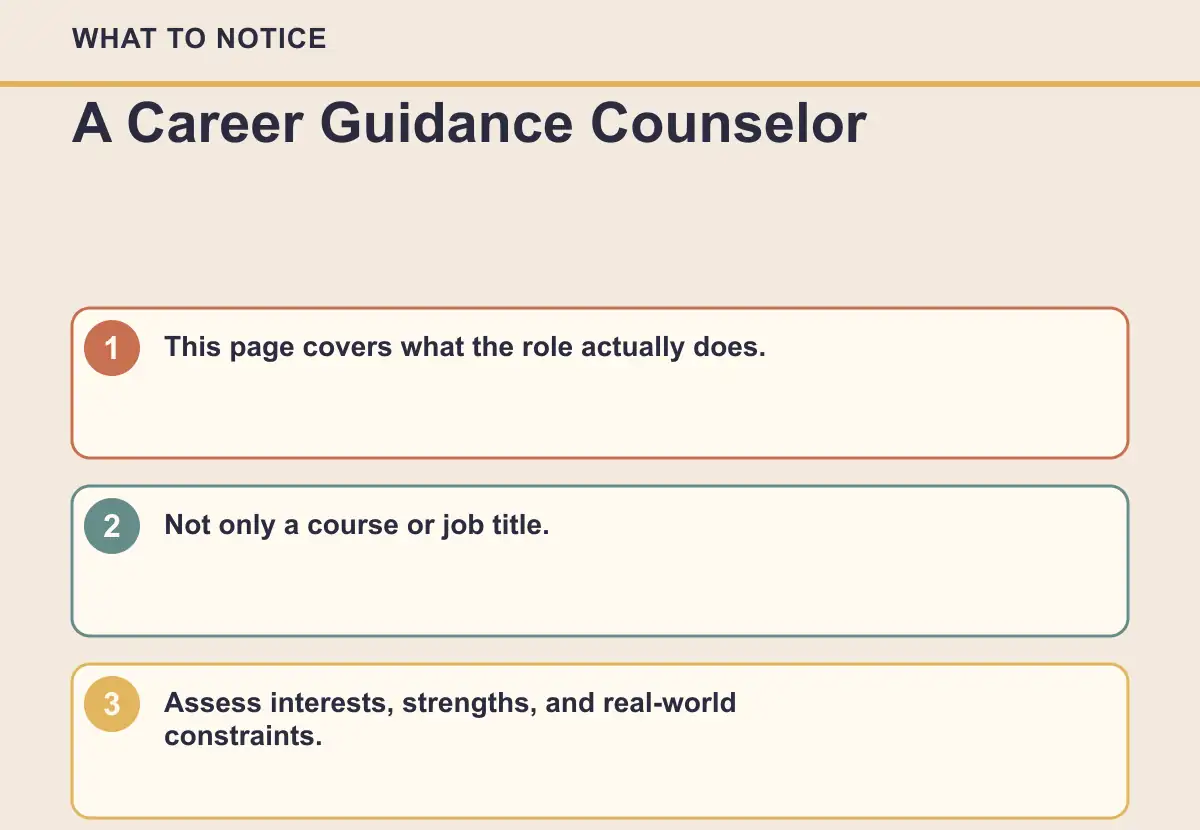 WHAT TO NOTICE
A Career Guidance Counselor
1
This page covers what the role actually does.
2
Not only a course or job title.
3
Assess interests, strengths, and real-world
constraints.